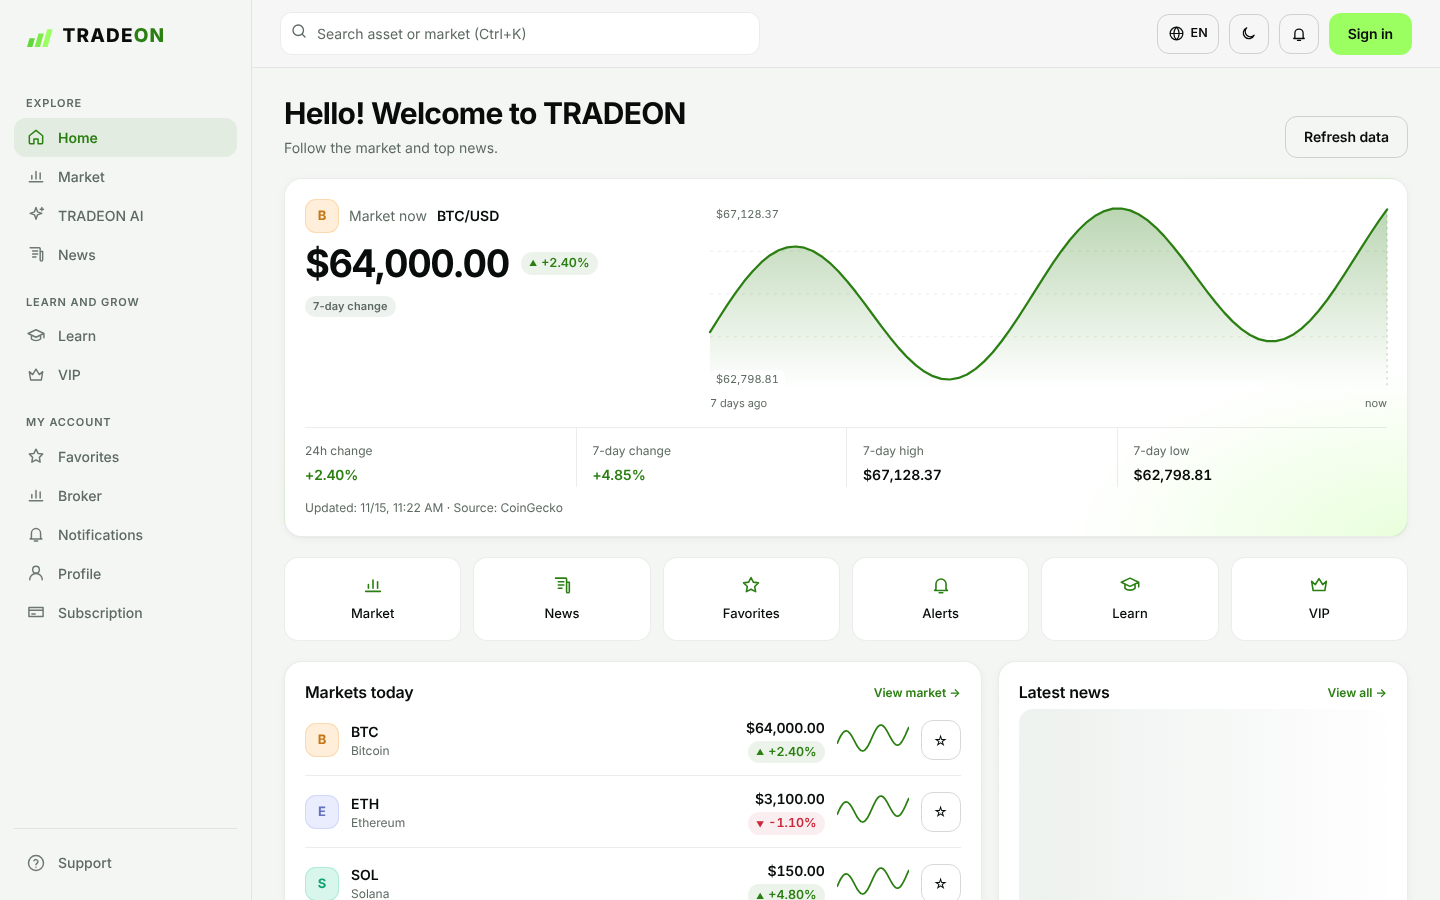 TRADEON
Search asset or market (Ctrl+K)
EN
Sign in
EXPLORE
Home
Market
TRADEON AI
News
LEARN AND GROW
Learn
VIP
MY ACCOUNT
Favorites
Broker
Notifications
Profile
Subscription
Support
Hello! Welcome to TRADEON
Follow the market and top news.
Refresh data
B Market now BTC/USD
$64,000.00 ▲ +2.40%
7-day change
$67,128.37
$62,798.81
7 days ago now
24h change
+2.40%
7-day change
+4.85%
7-day high
$67,128.37
7-day low
$62,798.81
Updated: 11/15, 11:22 AM · Source: CoinGecko
Market
News
Favorites
Alerts
Learn
VIP
Markets today View market →
B
BTC
Bitcoin
$64,000.00
▲ +2.40%
E
ETH
Ethereum
$3,100.00
▼ -1.10%
S
SOL
Solana
$150.00
▲ +4.80%
Latest news View all →